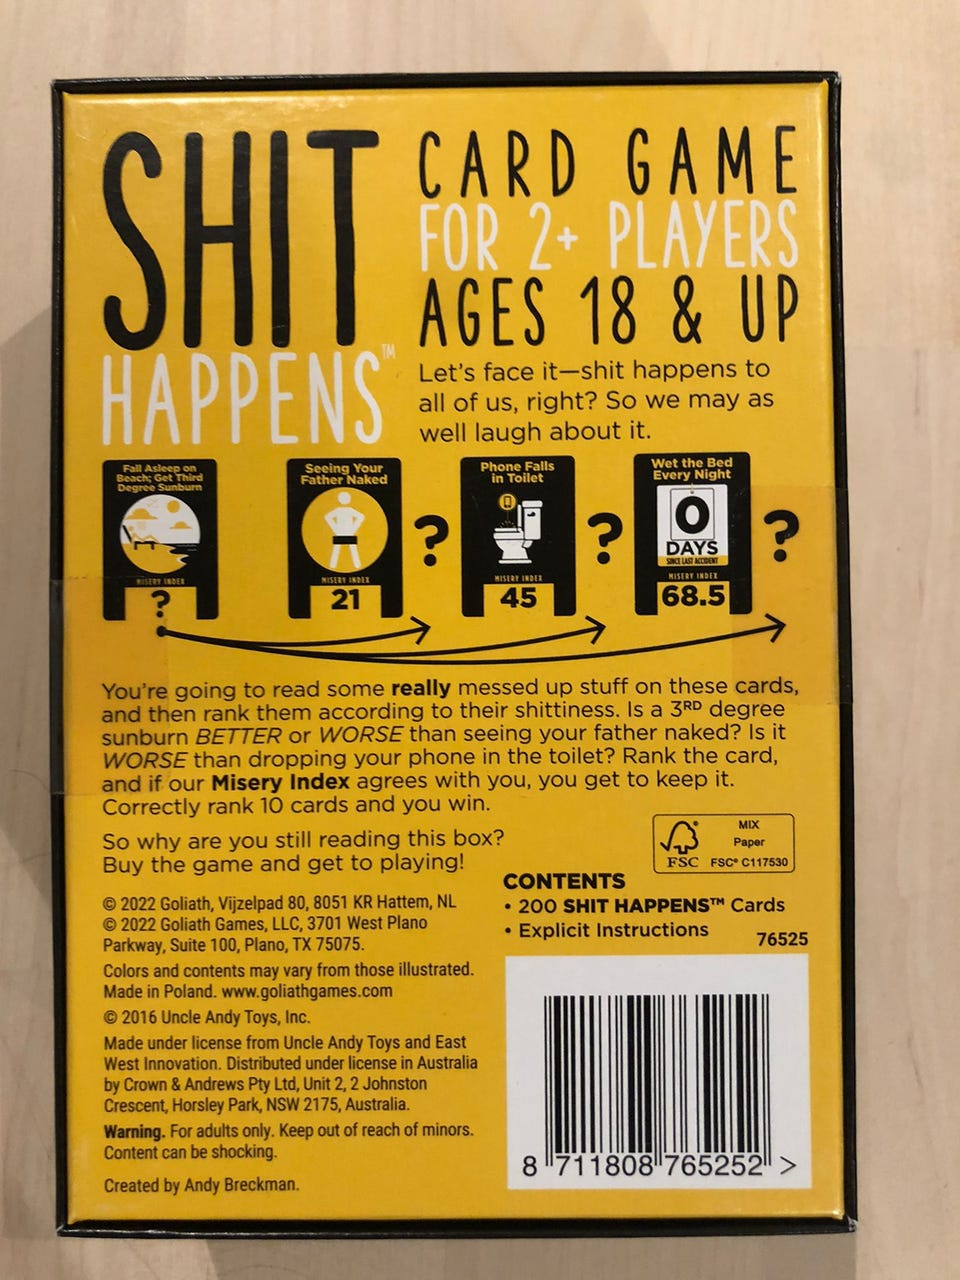 SHIT
HAPPENS™
CARD GAME
FOR 2+ PLAYERS
AGES 18 & UP
Let's face it—shit happens to
all of us, right? So we may as
well laugh about it.
Fall Asleep on
Beach; Get Third
Degree Sunburn
MISERY INDEX
?
Seeing Your
Father Naked
MISERY INDEX
21
?
Phone Falls
in Toilet
MISERY INDEX
45
?
Wet the Bed
Every Night
0
DAYS
SINCE LAST ACCIDENT
MISERY INDEX
68.5
?
You're going to read some really messed up stuff on these cards,
and then rank them according to their shittiness. Is a 3RD degree
sunburn BETTER or WORSE than seeing your father naked? Is it
WORSE than dropping your phone in the toilet? Rank the card,
and if our Misery Index agrees with you, you get to keep it.
Correctly rank 10 cards and you win.
So why are you still reading this box?
Buy the game and get to playing!
FSC
MIX
Paper
FSC® C117530
© 2022 Goliath, Vijzelpad 80, 8051 KR Hattem, NL
© 2022 Goliath Games, LLC, 3701 West Plano
Parkway, Suite 100, Plano, TX 75075.
Colors and contents may vary from those illustrated.
Made in Poland. www.goliathgames.com
© 2016 Uncle Andy Toys, Inc.
Made under license from Uncle Andy Toys and East
West Innovation. Distributed under license in Australia
by Crown & Andrews Pty Ltd, Unit 2, 2 Johnston
Crescent, Horsley Park, NSW 2175, Australia.
Warning. For adults only. Keep out of reach of minors.
Content can be shocking.
Created by Andy Breckman.
CONTENTS
• 200 SHIT HAPPENS™ Cards
• Explicit Instructions
76525
8 711808 765252 >